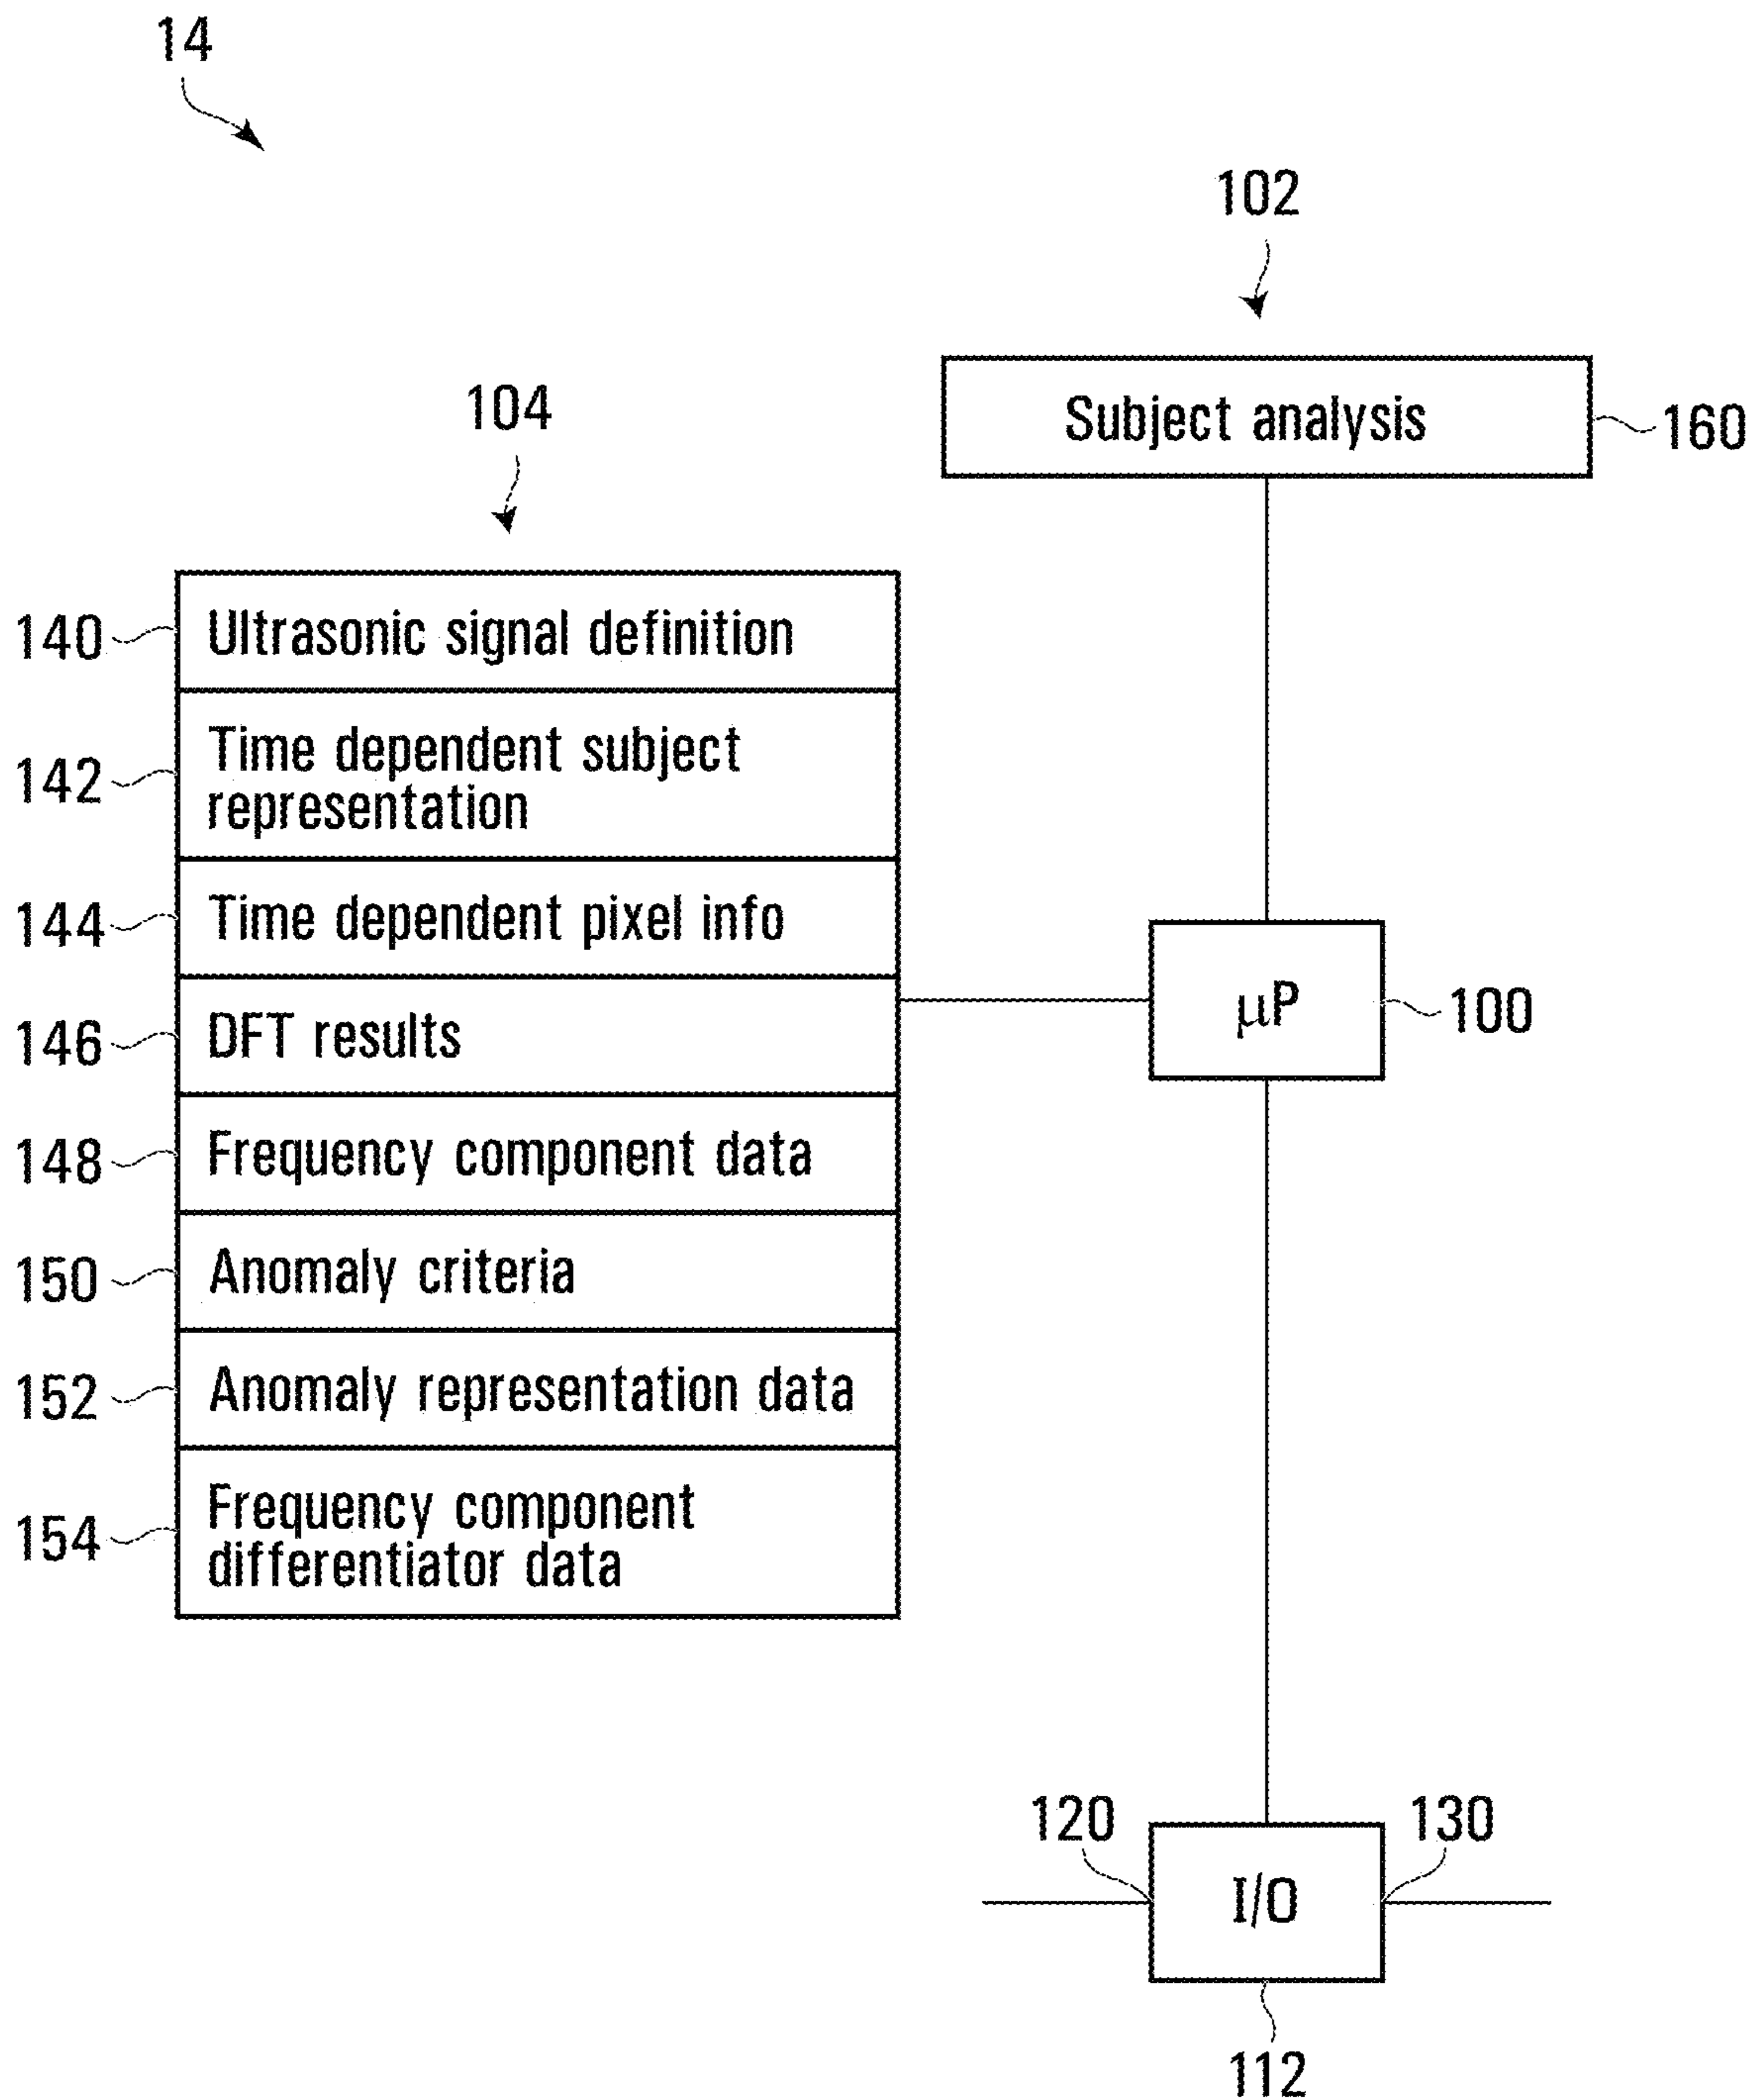 14
102
Subject analysis
160
104
140
Ultrasonic signal definition
142
Time dependent subject
representation
144
Time dependent pixel info
146
DFT results
148
Frequency component data
150
Anomaly criteria
152
Anomaly representation data
154
Frequency component
differentiator data
μP
100
120
130
I/O
112